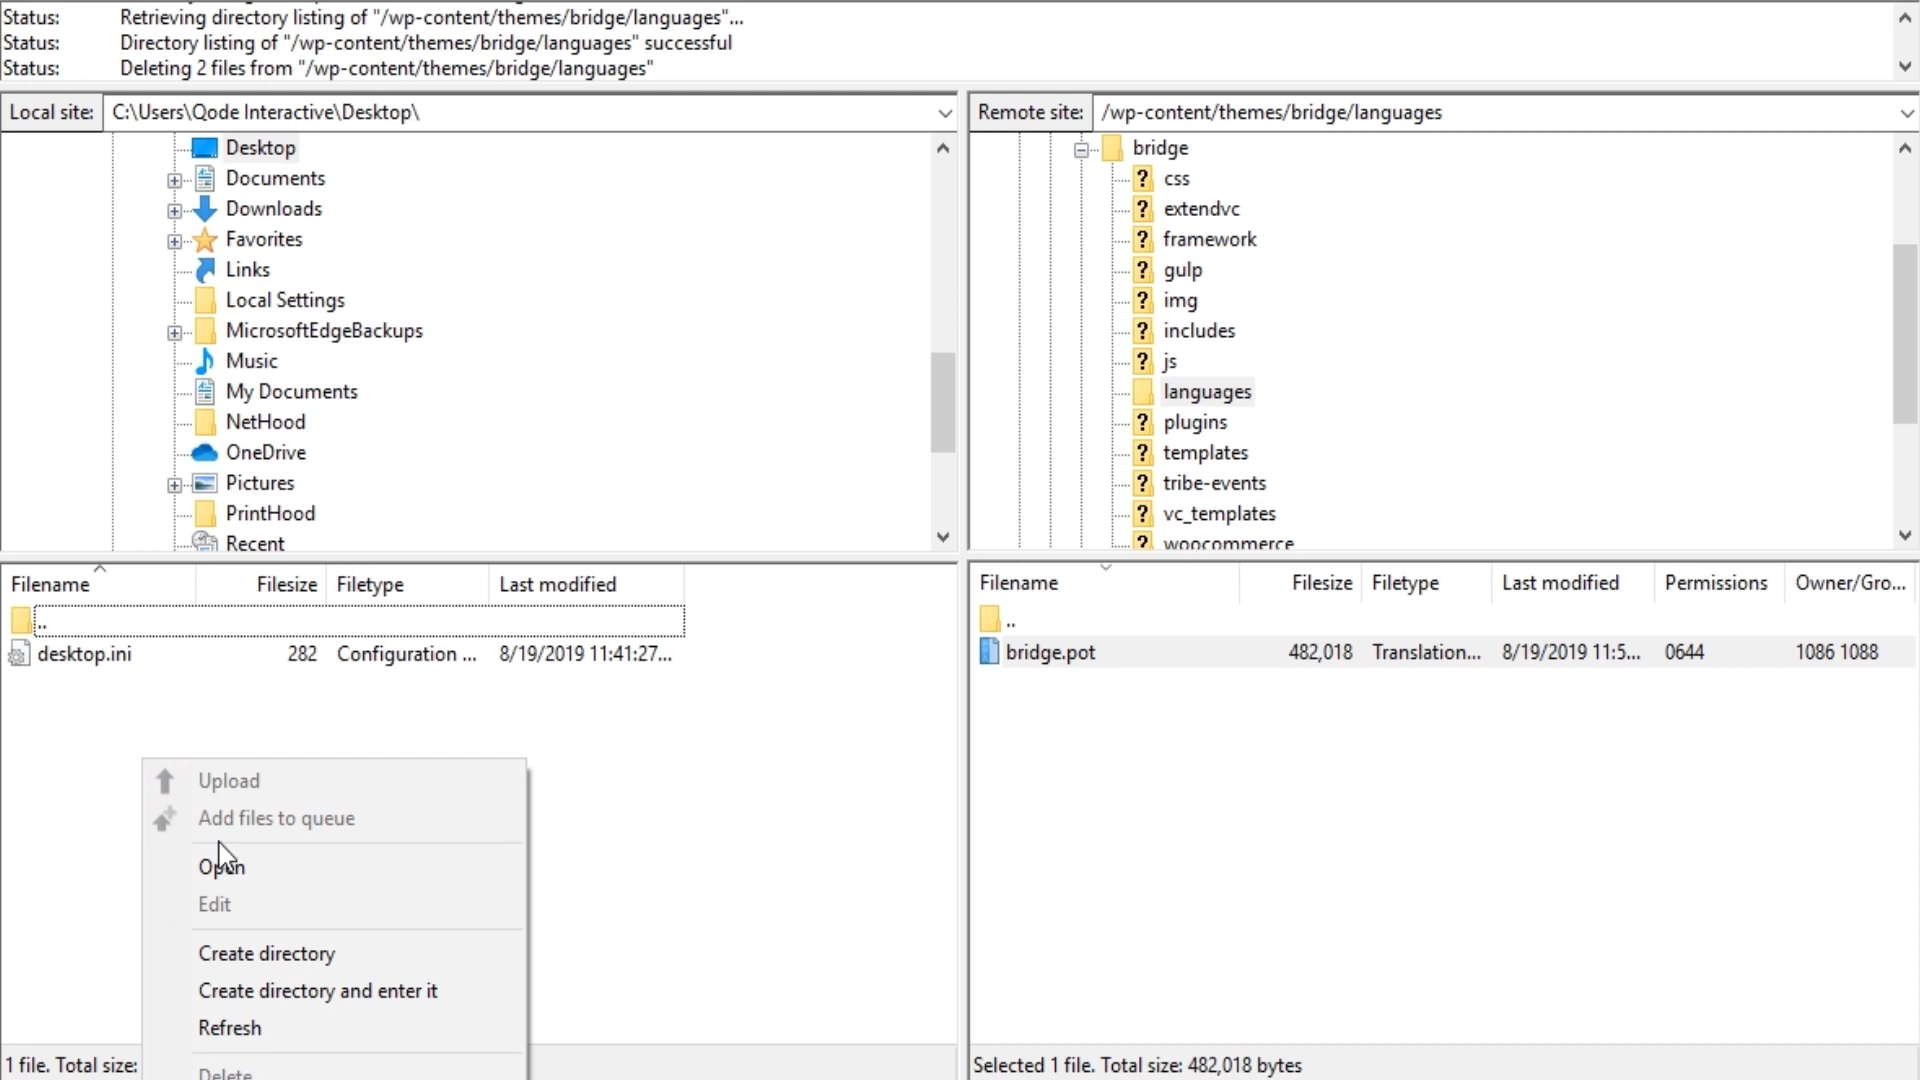 Status: Retrieving directory listing of "/wp-content/themes/bridge/languages"...
Status: Directory listing of "/wp-content/themes/bridge/languages" successful
Status: Deleting 2 files from "/wp-content/themes/bridge/languages"
Local site: C:\Users\Qode Interactive\Desktop\
Desktop
Documents
Downloads
Favorites
Links
Local Settings
MicrosoftEdgeBackups
Music
My Documents
NetHood
OneDrive
Pictures
PrintHood
Recent
Remote site: /wp-content/themes/bridge/languages
bridge
? css
? extendvc
? framework
? gulp
? img
? includes
? js
languages
? plugins
? templates
? tribe-events
? vc_templates
? woocommerce
Filename Filesize Filetype Last modified
..
desktop.ini 282 Configuration ... 8/19/2019 11:41:27...
Upload
Add files to queue
Open
Edit
Create directory
Create directory and enter it
Refresh
Delete
1 file. Total size:
Filename Filesize Filetype Last modified Permissions Owner/Gro...
..
bridge.pot 482,018 Translation... 8/19/2019 11:5... 0644 1086 1088
Selected 1 file. Total size: 482,018 bytes